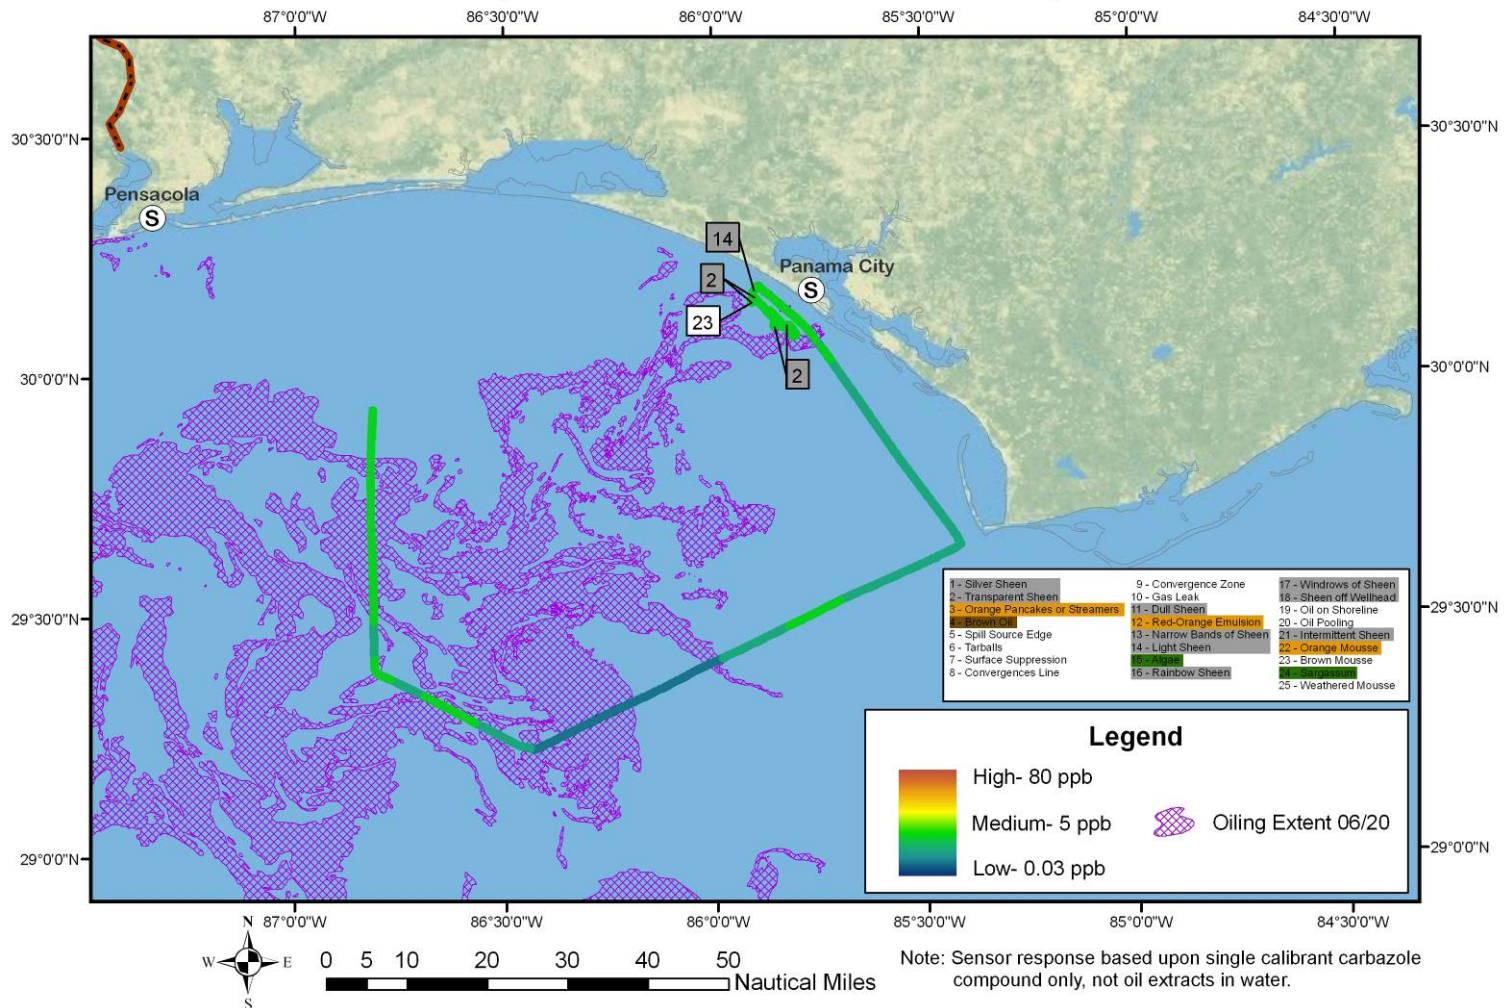 87°0'0"W 86°30'0"W 86°0'0"W 85°30'0"W 85°0'0"W 84°30'0"W
30°30'0"N
30°30'0"N
Pensacola
S
14
2
23
Panama City
S
2
30°0'0"N
30°0'0"N
29°30'0"N
29°30'0"N
1 - Silver Sheen
2 - Transparent Sheen
3 - Orange Pancakes or Streamers
4 - Brown Oil
5 - Spill Source Edge
6 - Tarballs
7 - Surface Suppression
8 - Convergences Line
9 - Convergence Zone
10 - Gas Leak
11 - Dull Sheen
12 - Red-Orange Emulsion
13 - Narrow Bands of Sheen
14 - Light Sheen
15 - Algae
16 - Rainbow Sheen
17 - Windrows of Sheen
18 - Sheen off Wellhead
19 - Oil on Shoreline
20 - Oil Pooling
21 - Intermittent Sheen
22 - Orange Mousse
23 - Brown Mousse
24 - Sargassum
25 - Weathered Mousse
Legend
High- 80 ppb
Medium- 5 ppb
Low- 0.03 ppb
Oiling Extent 06/20
29°0'0"N
29°0'0"N
87°0'0"W 86°30'0"W 86°0'0"W 85°30'0"W 85°0'0"W 84°30'0"W
N
W E
S
0 5 10 20 30 40 50
Nautical Miles
Note: Sensor response based upon single calibrant carbazole
compound only, not oil extracts in water.